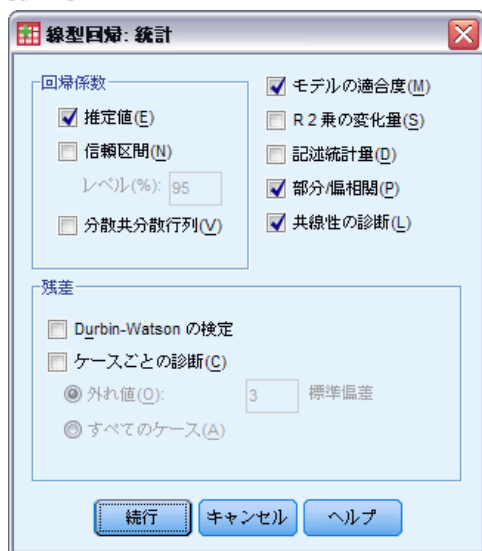 線型回帰: 統計
回帰係数
推定値(E)
信頼区間(N)
レベル(%): 95
分散共分散行列(V)
モデルの適合度(M)
R2乗の変化量(S)
記述統計量(D)
部分/偏相関(P)
共線性の診断(L)
残差
Durbin-Watson の検定
ケースごとの診断(C)
外れ値(O): 3 標準偏差
すべてのケース(A)
続行 キャンセル ヘルプ